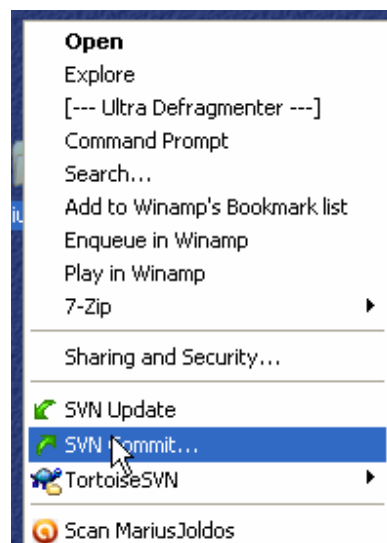 Open
Explore
[--- Ultra Defragmenter ---]
Command Prompt
Search...
Add to Winamp's Bookmark list
Enqueue in Winamp
Play in Winamp
7-Zip
Sharing and Security...
SVN Update
SVN Commit...
TortoiseSVN
Scan MariusJoldos